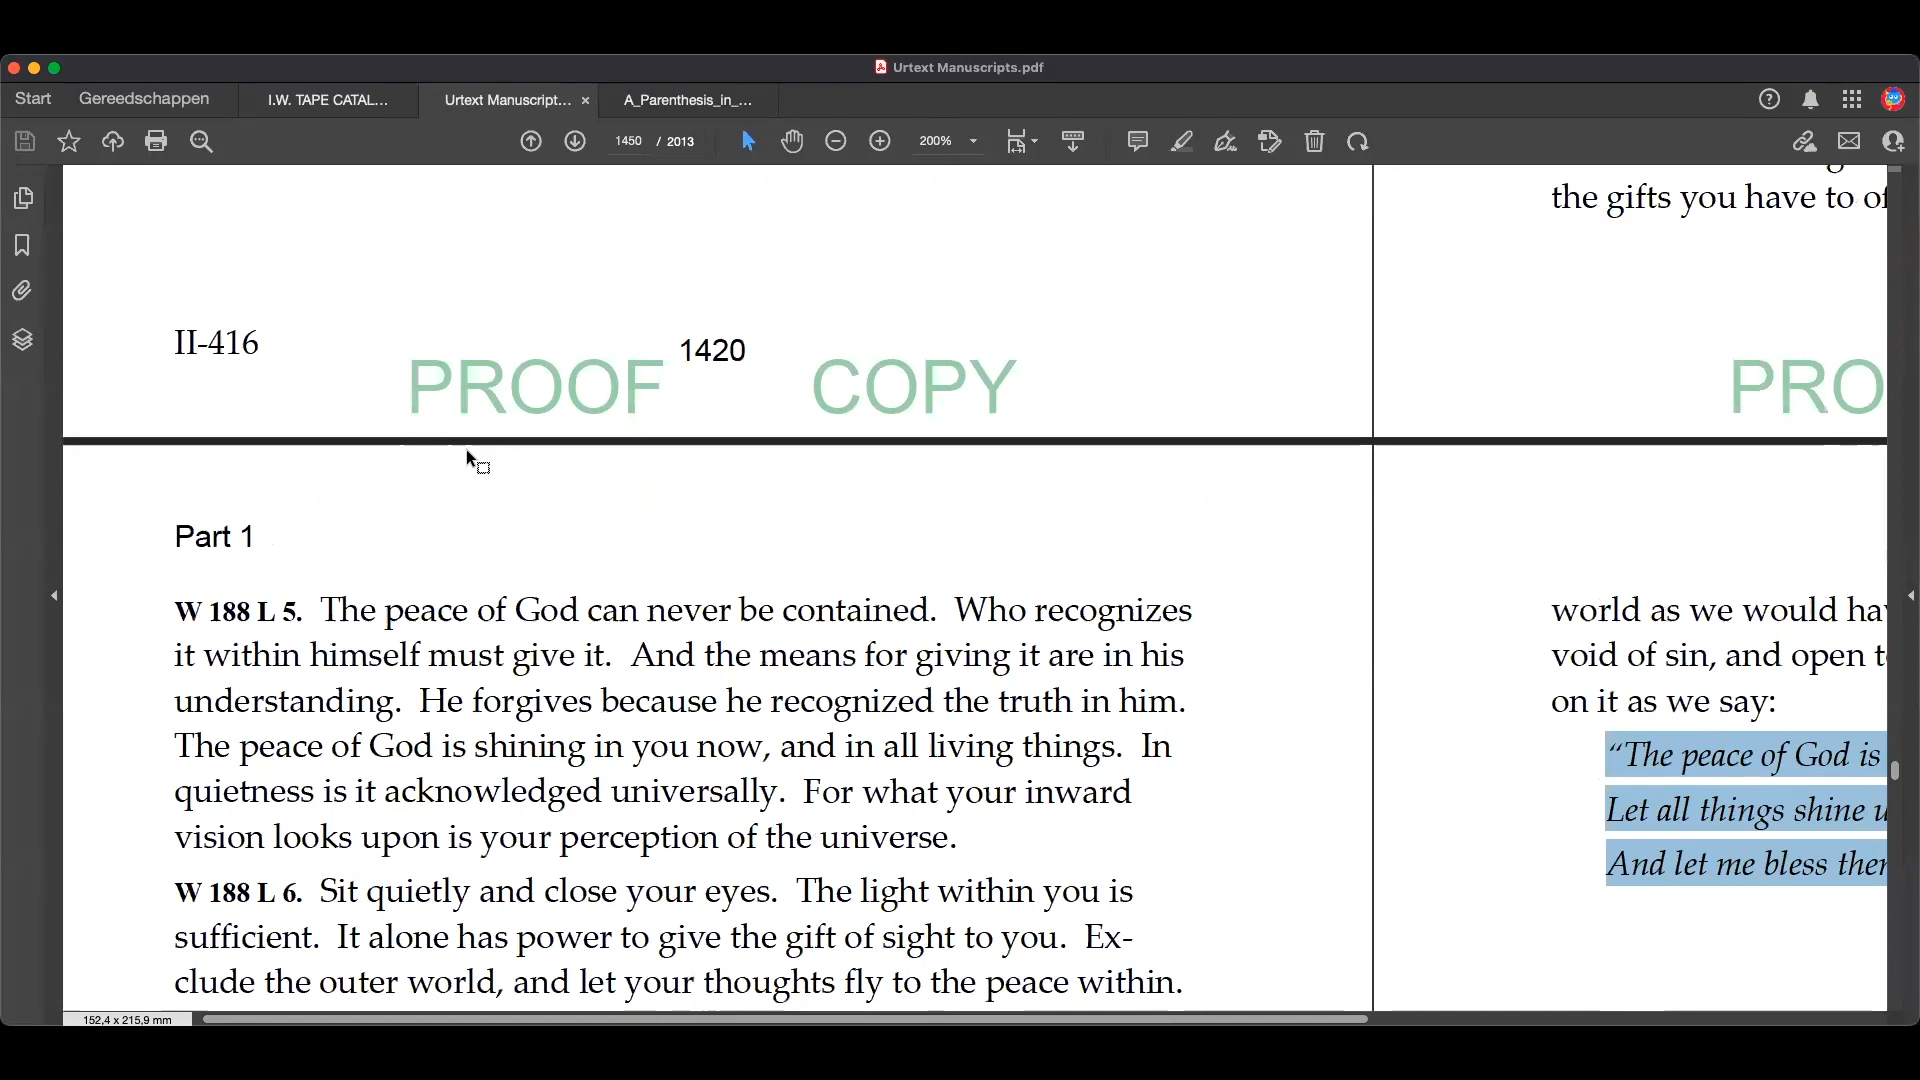 Urtext Manuscripts.pdf
Start
Gereedschappen
I.W. TAPE CATAL...
Urtext Manuscript... ×
A_Parenthesis_in_...
1450 / 2013
200%
the gifts you have to of
II-416
1420
PROOF COPY
PRO
Part 1
W 188 L 5. The peace of God can never be contained. Who recognizes
it within himself must give it. And the means for giving it are in his
understanding. He forgives because he recognized the truth in him.
The peace of God is shining in you now, and in all living things. In
quietness is it acknowledged universally. For what your inward
vision looks upon is your perception of the universe.
W 188 L 6. Sit quietly and close your eyes. The light within you is
sufficient. It alone has power to give the gift of sight to you. Ex-
clude the outer world, and let your thoughts fly to the peace within.
world as we would hav
void of sin, and open t
on it as we say:
“The peace of God is
Let all things shine u
And let me bless ther
152,4 x 215,9 mm